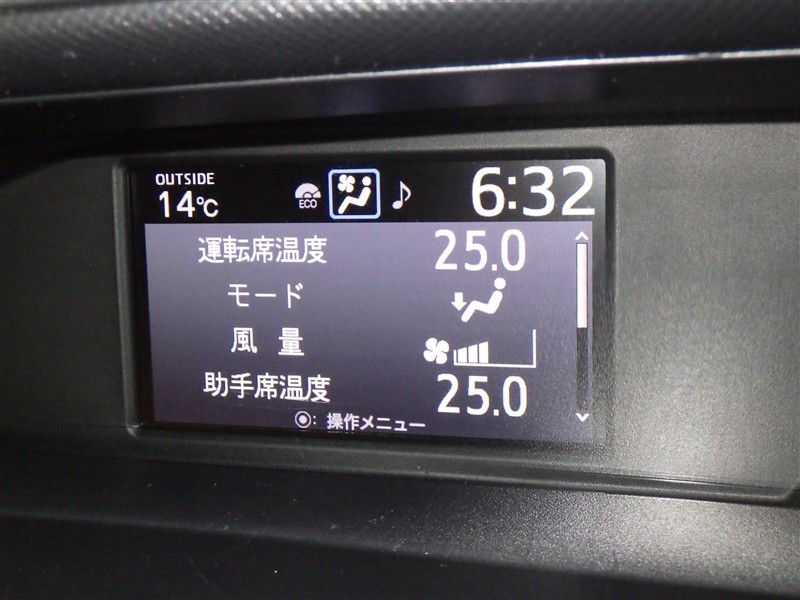 OUTSIDE
14℃
ECO
6:32
運転席温度 25.0
モード
風量
助手席温度 25.0
◉: 操作メニュー